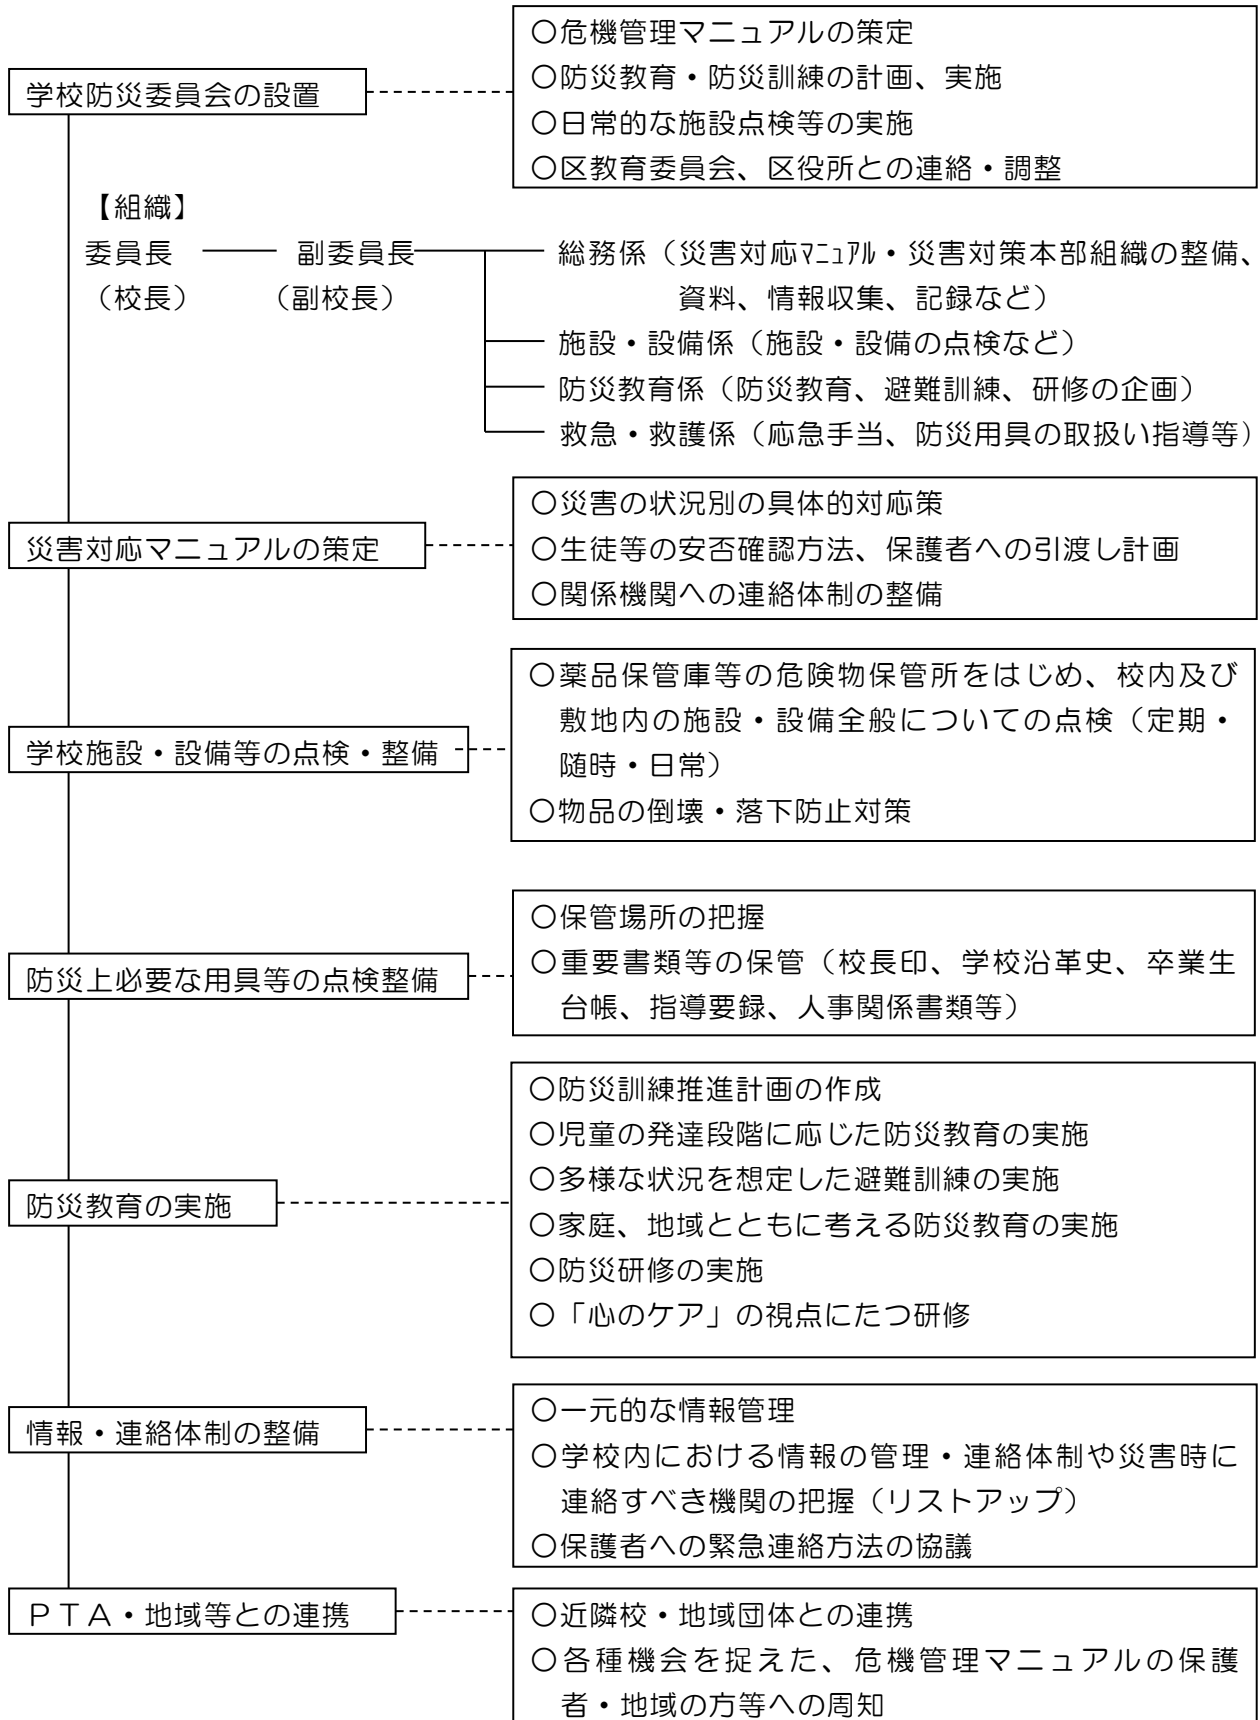 学校防災委員会の設置
〇危機管理マニュアルの策定
〇防災教育・防災訓練の計画、実施
〇日常的な施設点検等の実施
〇区教育委員会、区役所との連絡・調整
【組織】
委員長 副委員長 総務係（災害対応ﾏﾆｭｱﾙ・災害対策本部組織の整備、
（校長） （副校長） 資料、情報収集、記録など）
施設・設備係（施設・設備の点検など）
防災教育係（防災教育、避難訓練、研修の企画）
救急・救護係（応急手当、防災用具の取扱い指導等）
災害対応マニュアルの策定
〇災害の状況別の具体的対応策
〇生徒等の安否確認方法、保護者への引渡し計画
〇関係機関への連絡体制の整備
学校施設・設備等の点検・整備
〇薬品保管庫等の危険物保管所をはじめ、校内及び
敷地内の施設・設備全般についての点検（定期・
随時・日常）
〇物品の倒壊・落下防止対策
防災上必要な用具等の点検整備
〇保管場所の把握
〇重要書類等の保管（校長印、学校沿革史、卒業生
台帳、指導要録、人事関係書類等）
防災教育の実施
〇防災訓練推進計画の作成
〇児童の発達段階に応じた防災教育の実施
〇多様な状況を想定した避難訓練の実施
〇家庭、地域とともに考える防災教育の実施
〇防災研修の実施
〇「心のケア」の視点にたつ研修
情報・連絡体制の整備
〇一元的な情報管理
〇学校内における情報の管理・連絡体制や災害時に
連絡すべき機関の把握（リストアップ）
〇保護者への緊急連絡方法の協議
ＰＴＡ・地域等との連携
〇近隣校・地域団体との連携
〇各種機会を捉えた、危機管理マニュアルの保護
者・地域の方等への周知